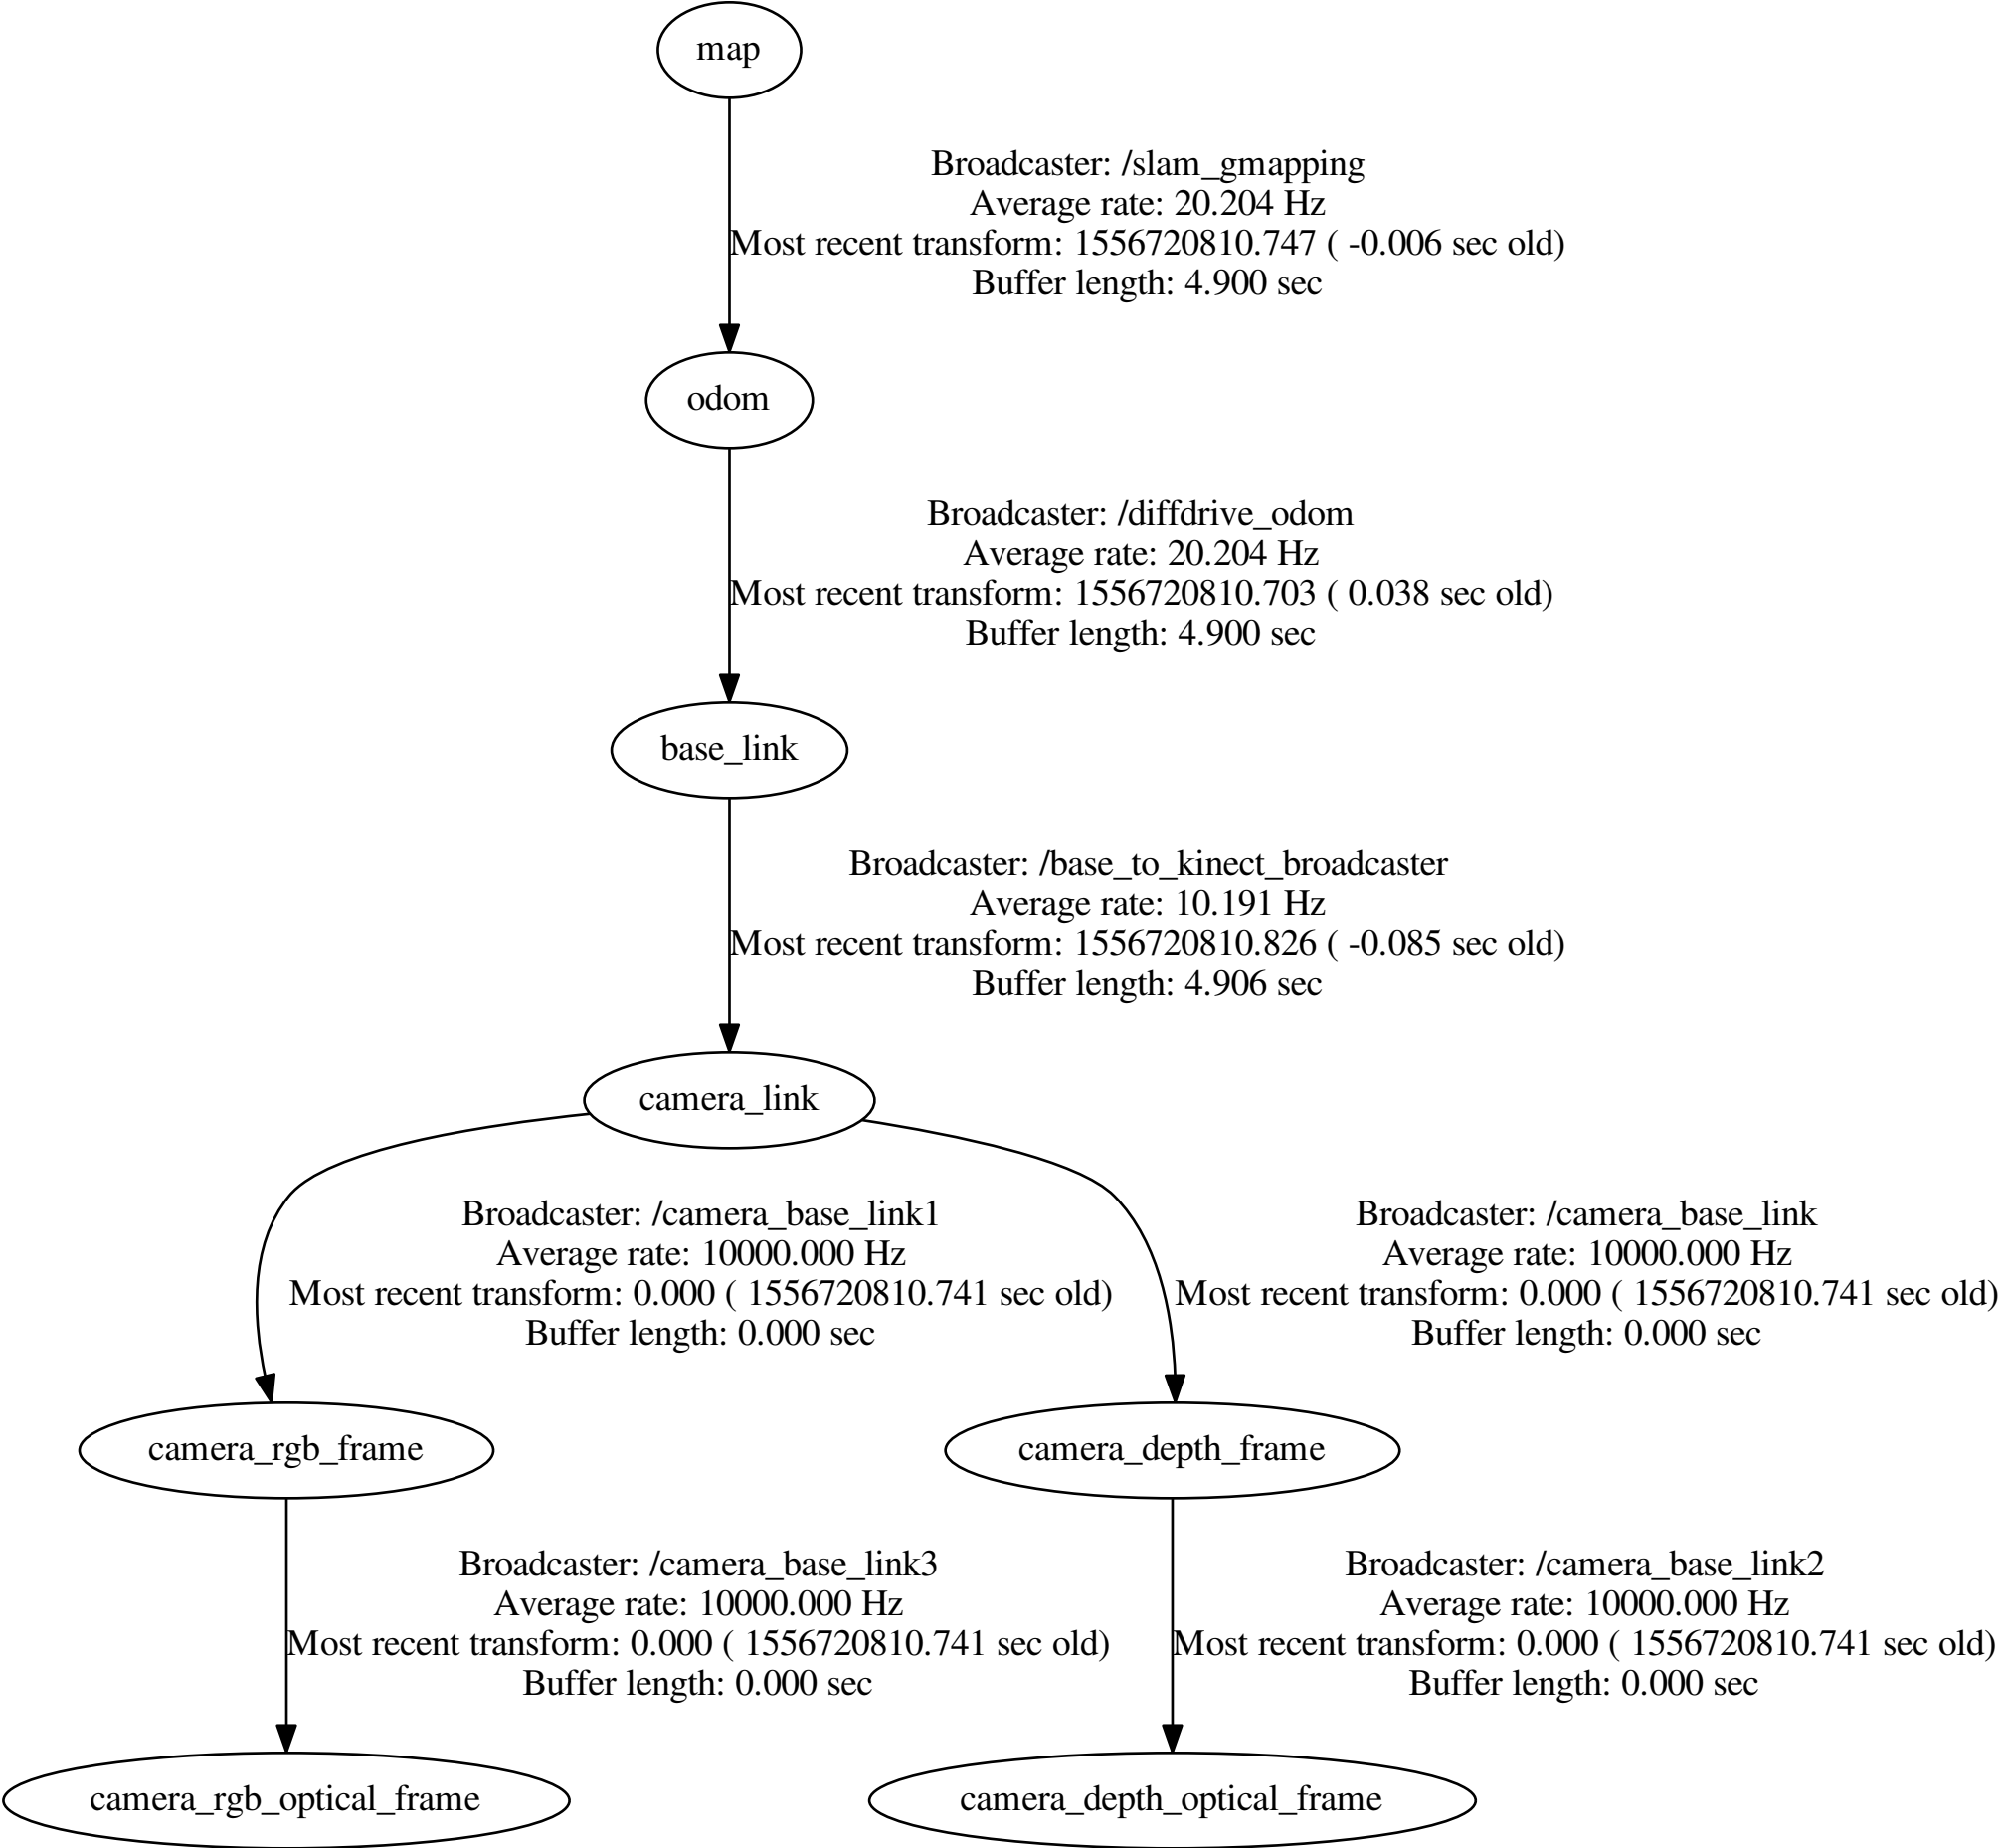 map
Broadcaster: /slam_gmapping
Average rate: 20.204 Hz
Most recent transform: 1556720810.747 ( -0.006 sec old)
Buffer length: 4.900 sec
odom
Broadcaster: /diffdrive_odom
Average rate: 20.204 Hz
Most recent transform: 1556720810.703 ( 0.038 sec old)
Buffer length: 4.900 sec
base_link
Broadcaster: /base_to_kinect_broadcaster
Average rate: 10.191 Hz
Most recent transform: 1556720810.826 ( -0.085 sec old)
Buffer length: 4.906 sec
camera_link
Broadcaster: /camera_base_link1
Average rate: 10000.000 Hz
Most recent transform: 0.000 ( 1556720810.741 sec old)
Buffer length: 0.000 sec
Broadcaster: /camera_base_link
Average rate: 10000.000 Hz
Most recent transform: 0.000 ( 1556720810.741 sec old)
Buffer length: 0.000 sec
camera_rgb_frame
camera_depth_frame
Broadcaster: /camera_base_link3
Average rate: 10000.000 Hz
Most recent transform: 0.000 ( 1556720810.741 sec old)
Buffer length: 0.000 sec
Broadcaster: /camera_base_link2
Average rate: 10000.000 Hz
Most recent transform: 0.000 ( 1556720810.741 sec old)
Buffer length: 0.000 sec
camera_rgb_optical_frame
camera_depth_optical_frame